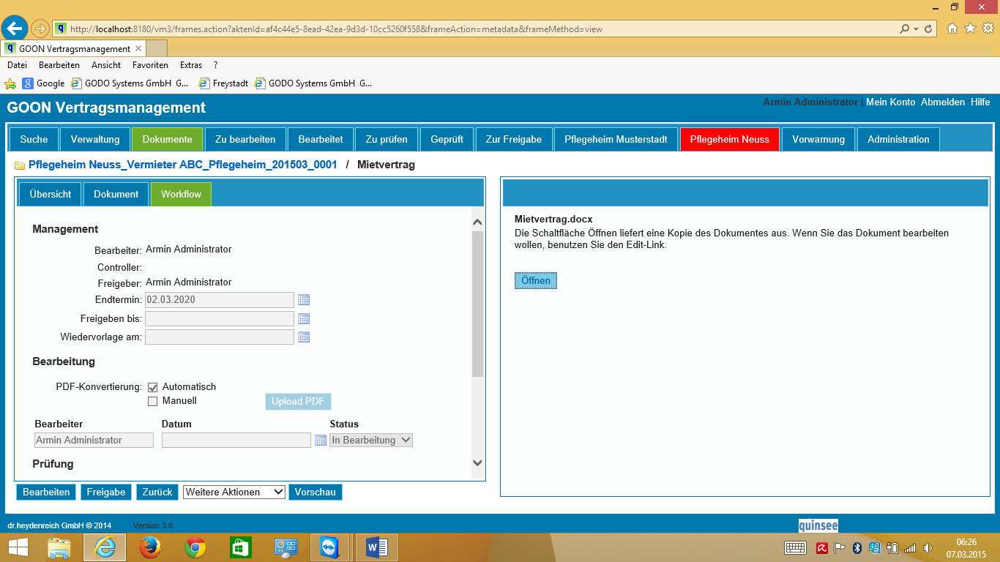 http://localhost:8180/vm3/frames.action?aktenId=af4c44e5-8ead-42ea-9d3d-10cc5260f558&frameAction=metadata&frameMethod=view
GOON Vertragsmanagement
Datei Bearbeiten Ansicht Favoriten Extras ?
Google GODO Systems GmbH G... Freystadt GODO Systems GmbH G...
GOON Vertragsmanagement
Armin Administrator | Mein Konto Abmelden Hilfe
Suche Verwaltung Dokumente Zu bearbeiten Bearbeitet Zu prüfen Geprüft Zur Freigabe Pflegeheim Musterstadt Pflegeheim Neuss Vorwarnung Administration
Pflegeheim Neuss_Vermieter ABC_Pflegeheim_201503_0001 / Mietvertrag
Übersicht Dokument Workflow
Management
Bearbeiter: Armin Administrator
Controller:
Freigeber: Armin Administrator
Endtermin: 02.03.2020
Freigeben bis:
Wiedervorlage am:
Bearbeitung
PDF-Konvertierung: Automatisch
Manuell Upload PDF
Bearbeiter Datum Status
Armin Administrator In Bearbeitung
Prüfung
Bearbeiten Freigabe Zurück Weitere Aktionen Vorschau
Mietvertrag.docx
Die Schaltfläche Öffnen liefert eine Kopie des Dokumentes aus. Wenn Sie das Dokument bearbeiten
wollen, benutzen Sie den Edit-Link.
Öffnen
dr.heydenreich GmbH © 2014 Version 3.0
quinsee
06:26
07.03.2015